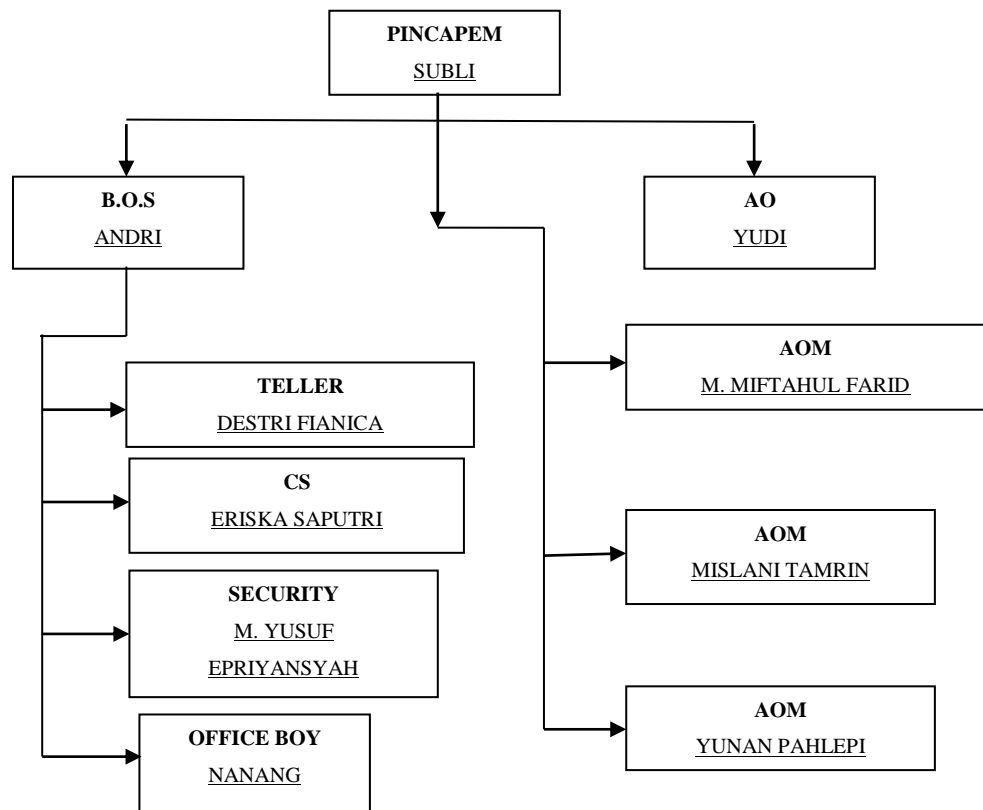 PINCAPEM
SUBLI
B.O.S
ANDRI
AO
YUDI
TELLER
DESTRI FIANICA
CS
ERISKA SAPUTRI
SECURITY
M. YUSUF
EPRIYANSYAH
OFFICE BOY
NANANG
AOM
M. MIFTAHUL FARID
AOM
MISLANI TAMRIN
AOM
YUNAN PAHLEPI